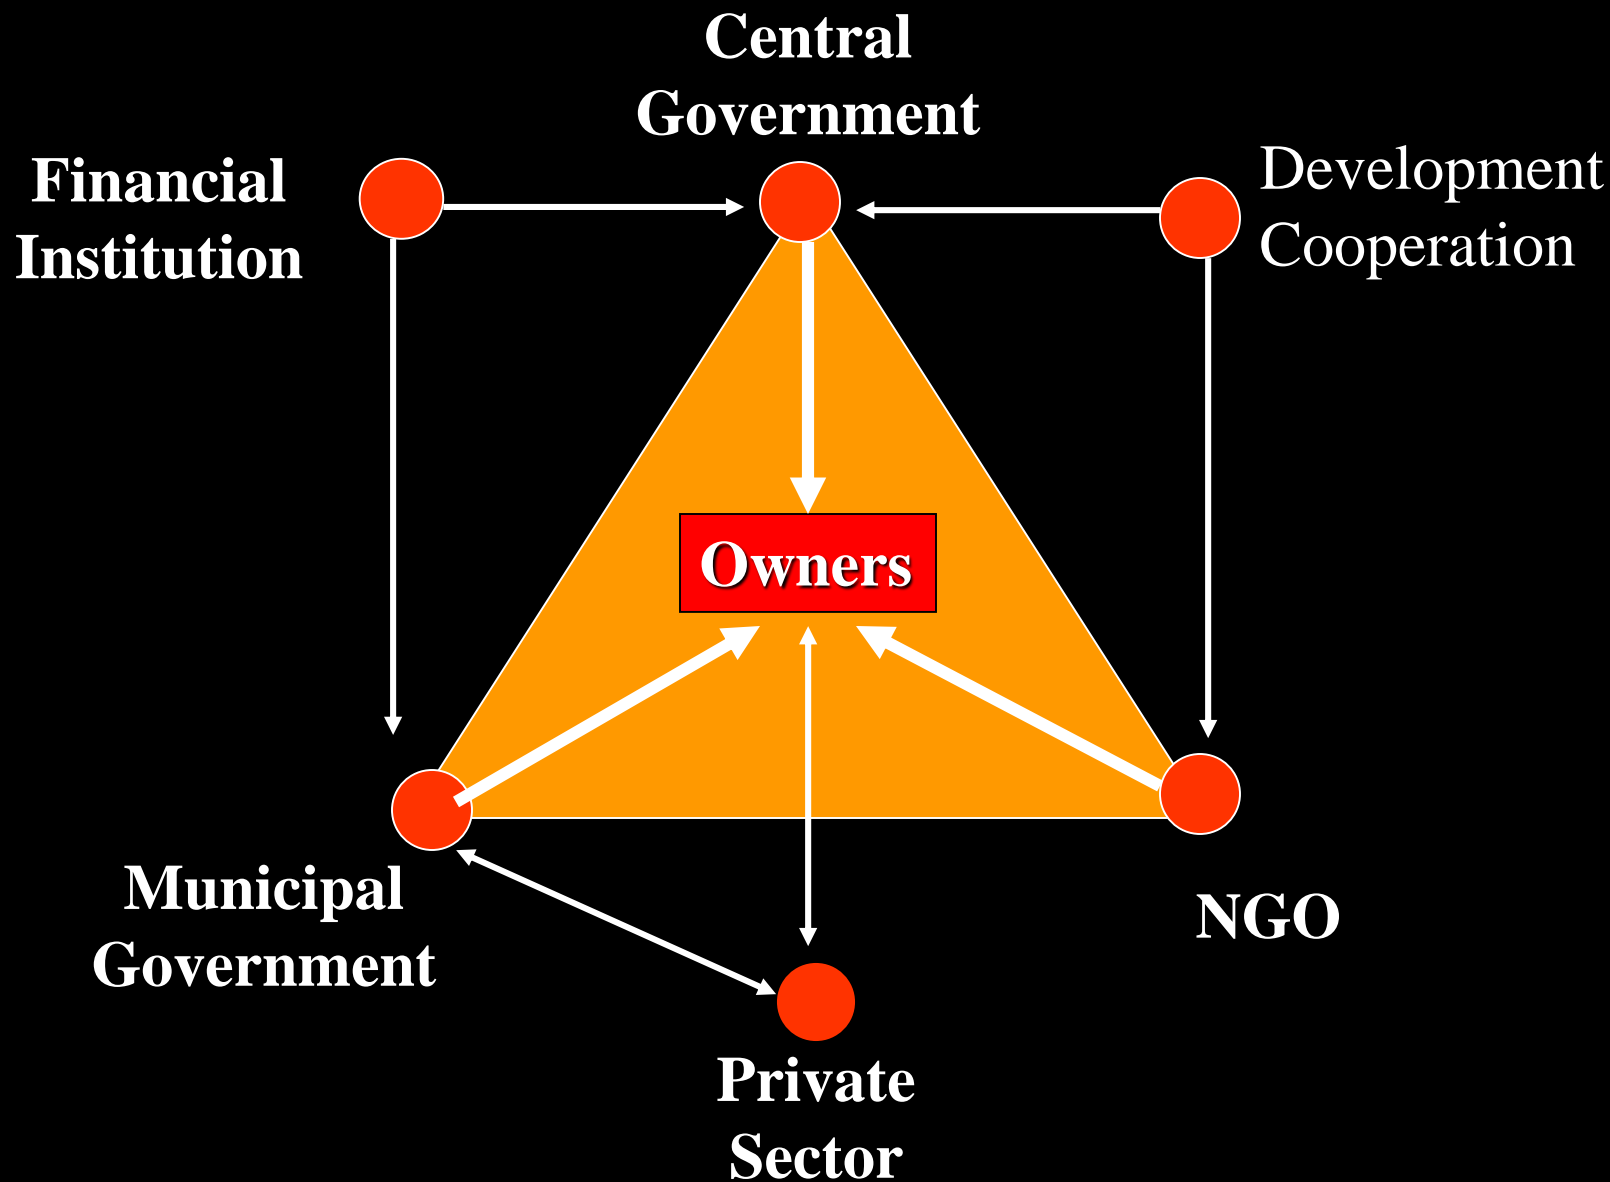 Central
Government
Financial
Institution
Development
Cooperation
Owners
Municipal
Government
NGO
Private
Sector